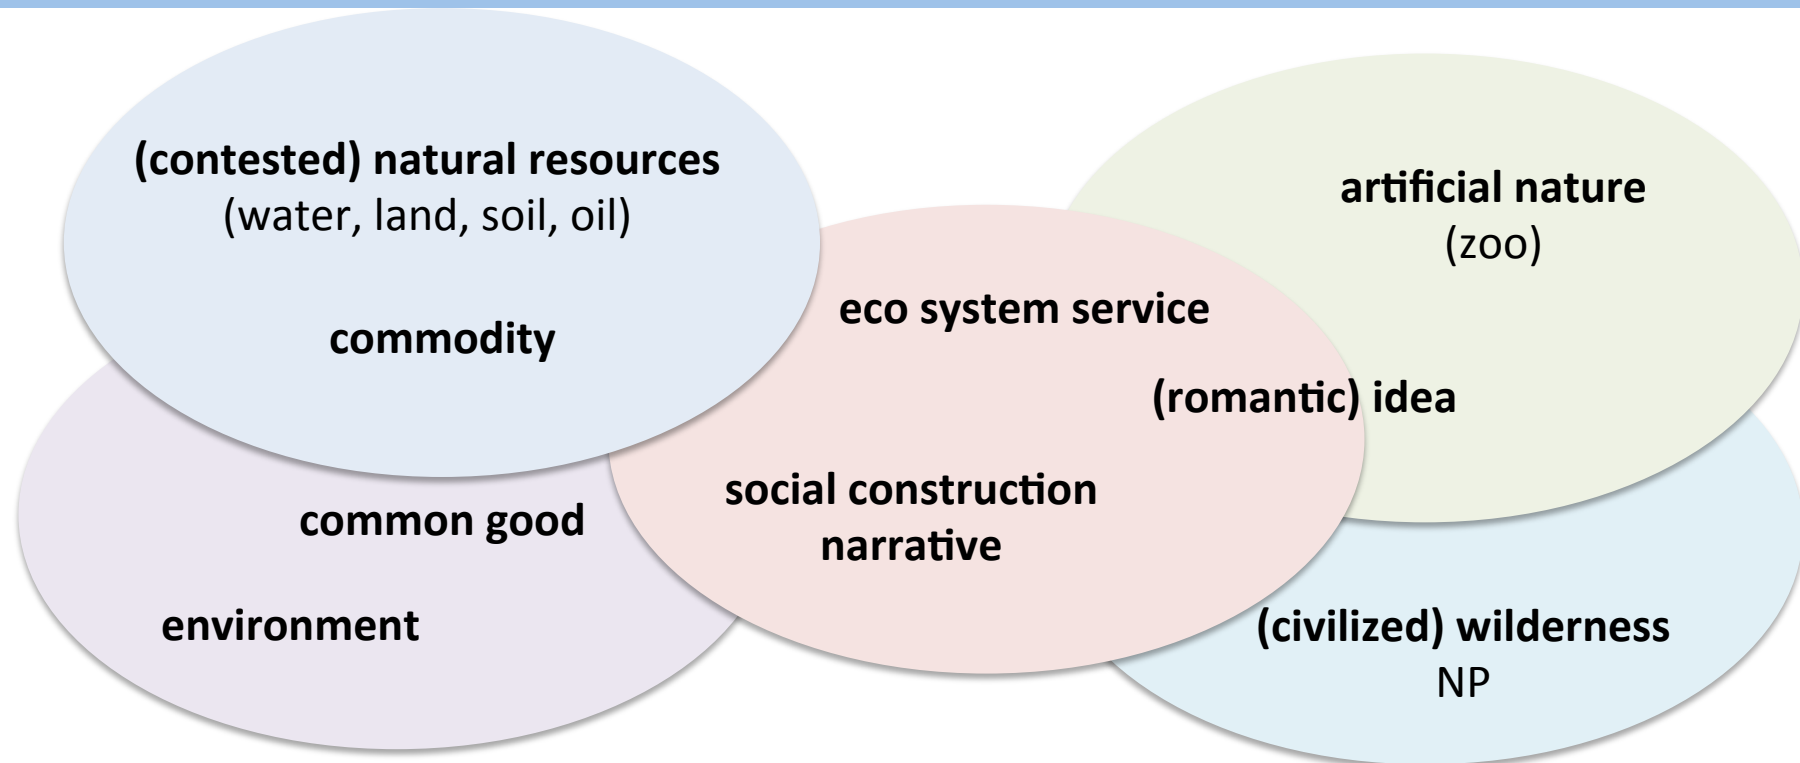 (contested) natural resources
(water, land, soil, oil)
commodity
common good
environment
eco system service
(romantic) idea
social construction
narrative
artificial nature
(zoo)
(civilized) wilderness
NP